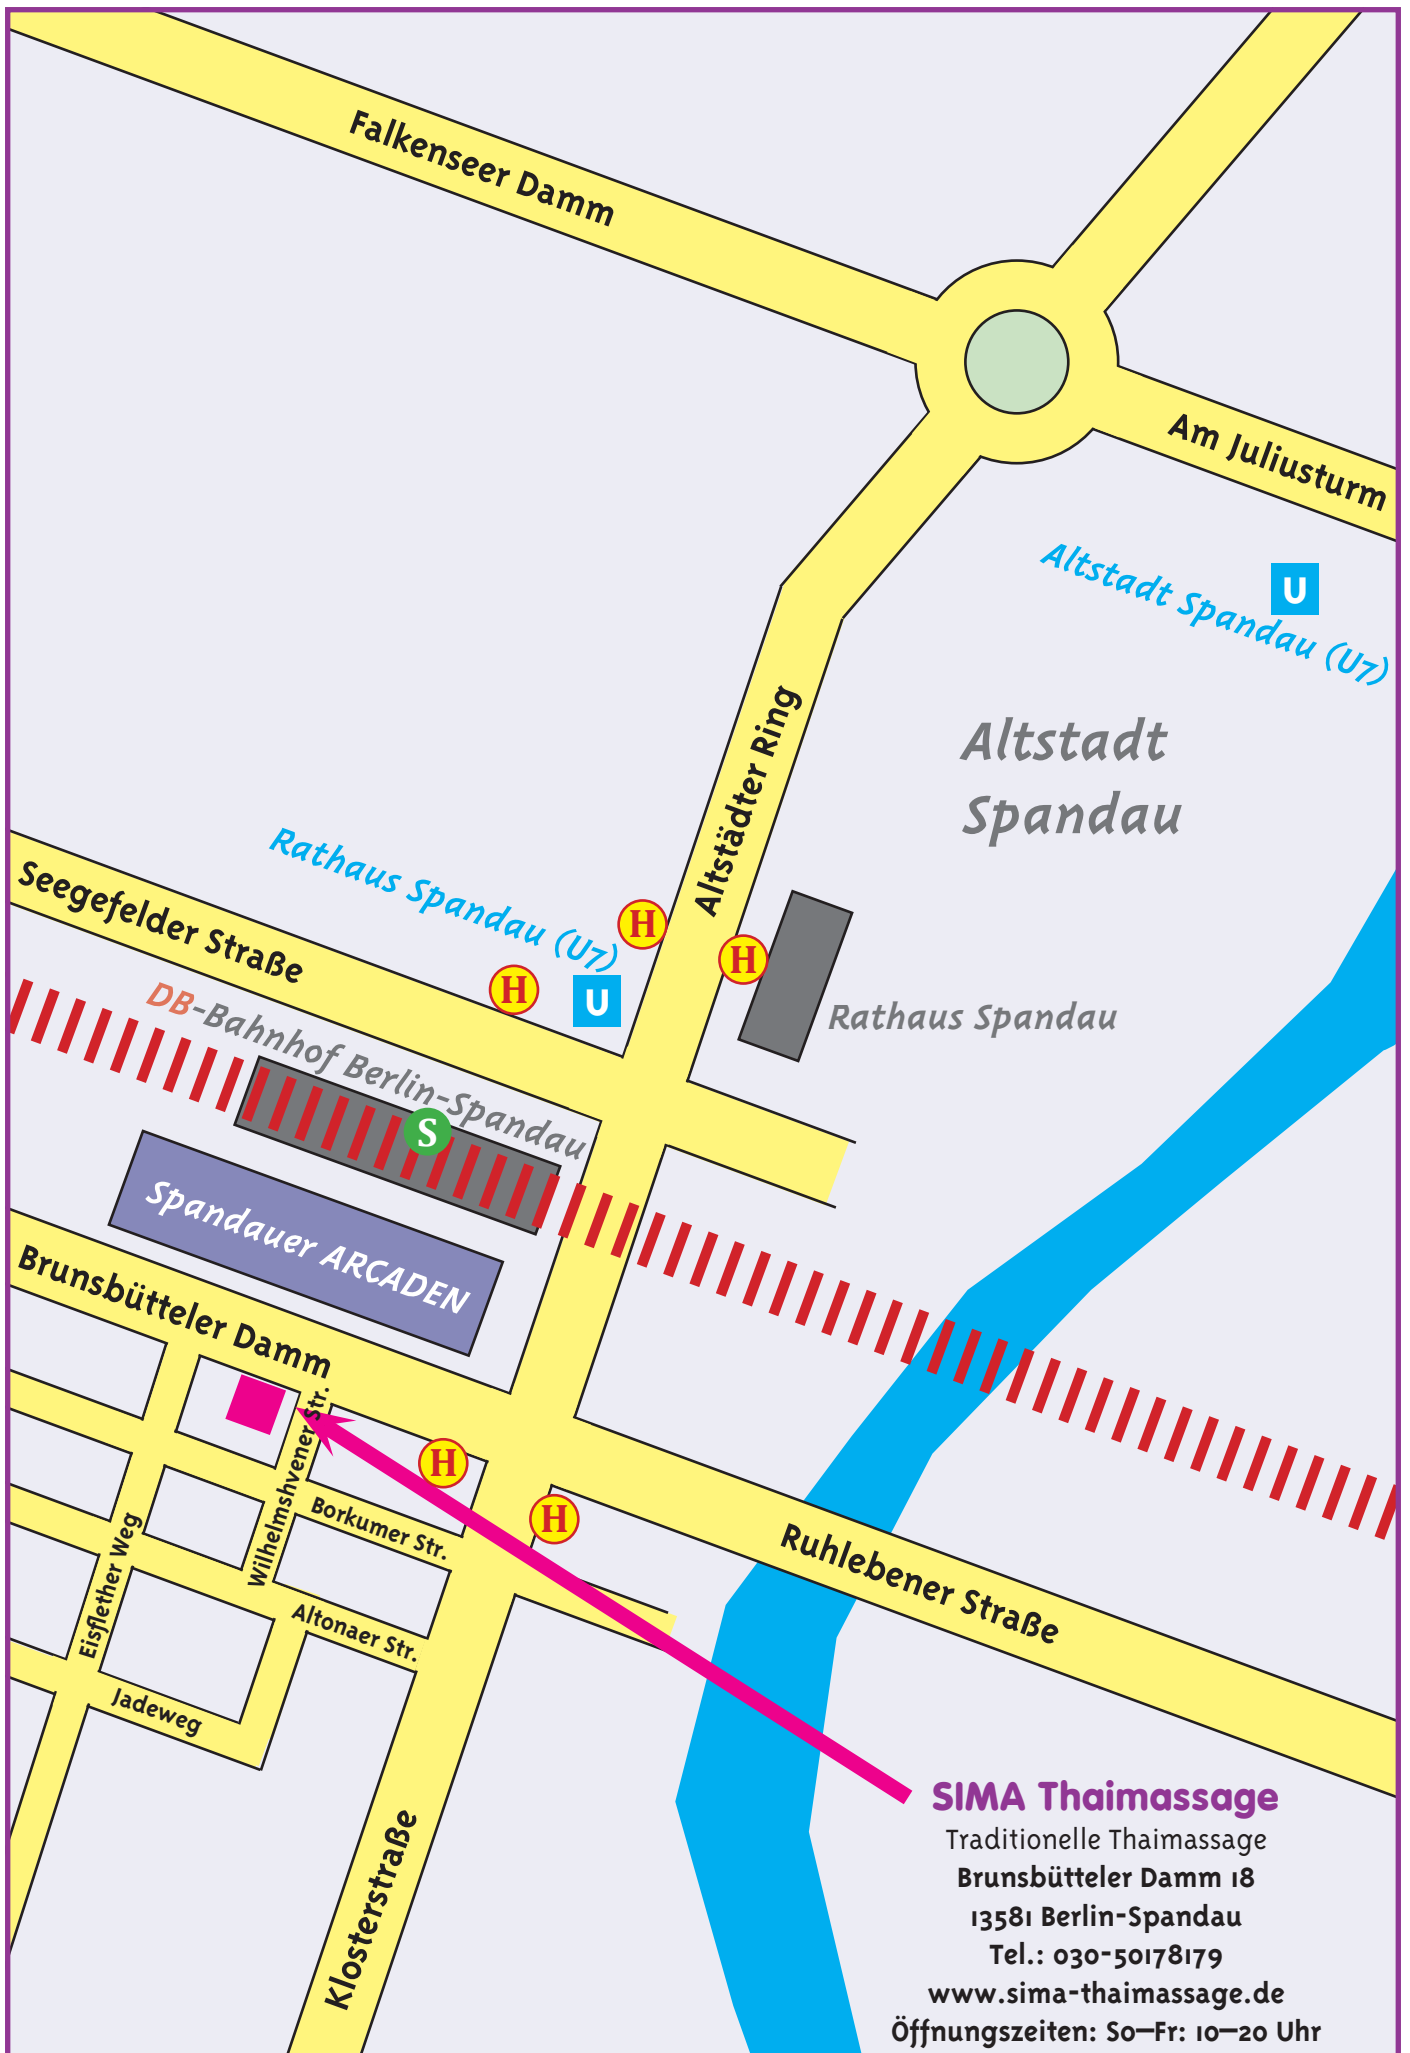 Falkenseer Damm
Am Juliusturm
U
Altstadt Spandau (U7)
Altstadt
Spandau
Altstädter Ring
Rathaus Spandau (U7)
Seegefelder Straße
H
H
H
U
Rathaus Spandau
DB-Bahnhof Berlin-Spandau
S
Spandauer ARCADEN
Brunsbütteler Damm
Wilhelmshvener Str.
H
H
Borkumer Str.
Ruhlebener Straße
Eisflether Weg
Altonaer Str.
Jadeweg
Klosterstraße
SIMA Thaimassage
Traditionelle Thaimassage
Brunsbütteler Damm 18
13581 Berlin-Spandau
Tel.: 030-50178179
www.sima-thaimassage.de
Öffnungszeiten: So—Fr: 10—20 Uhr